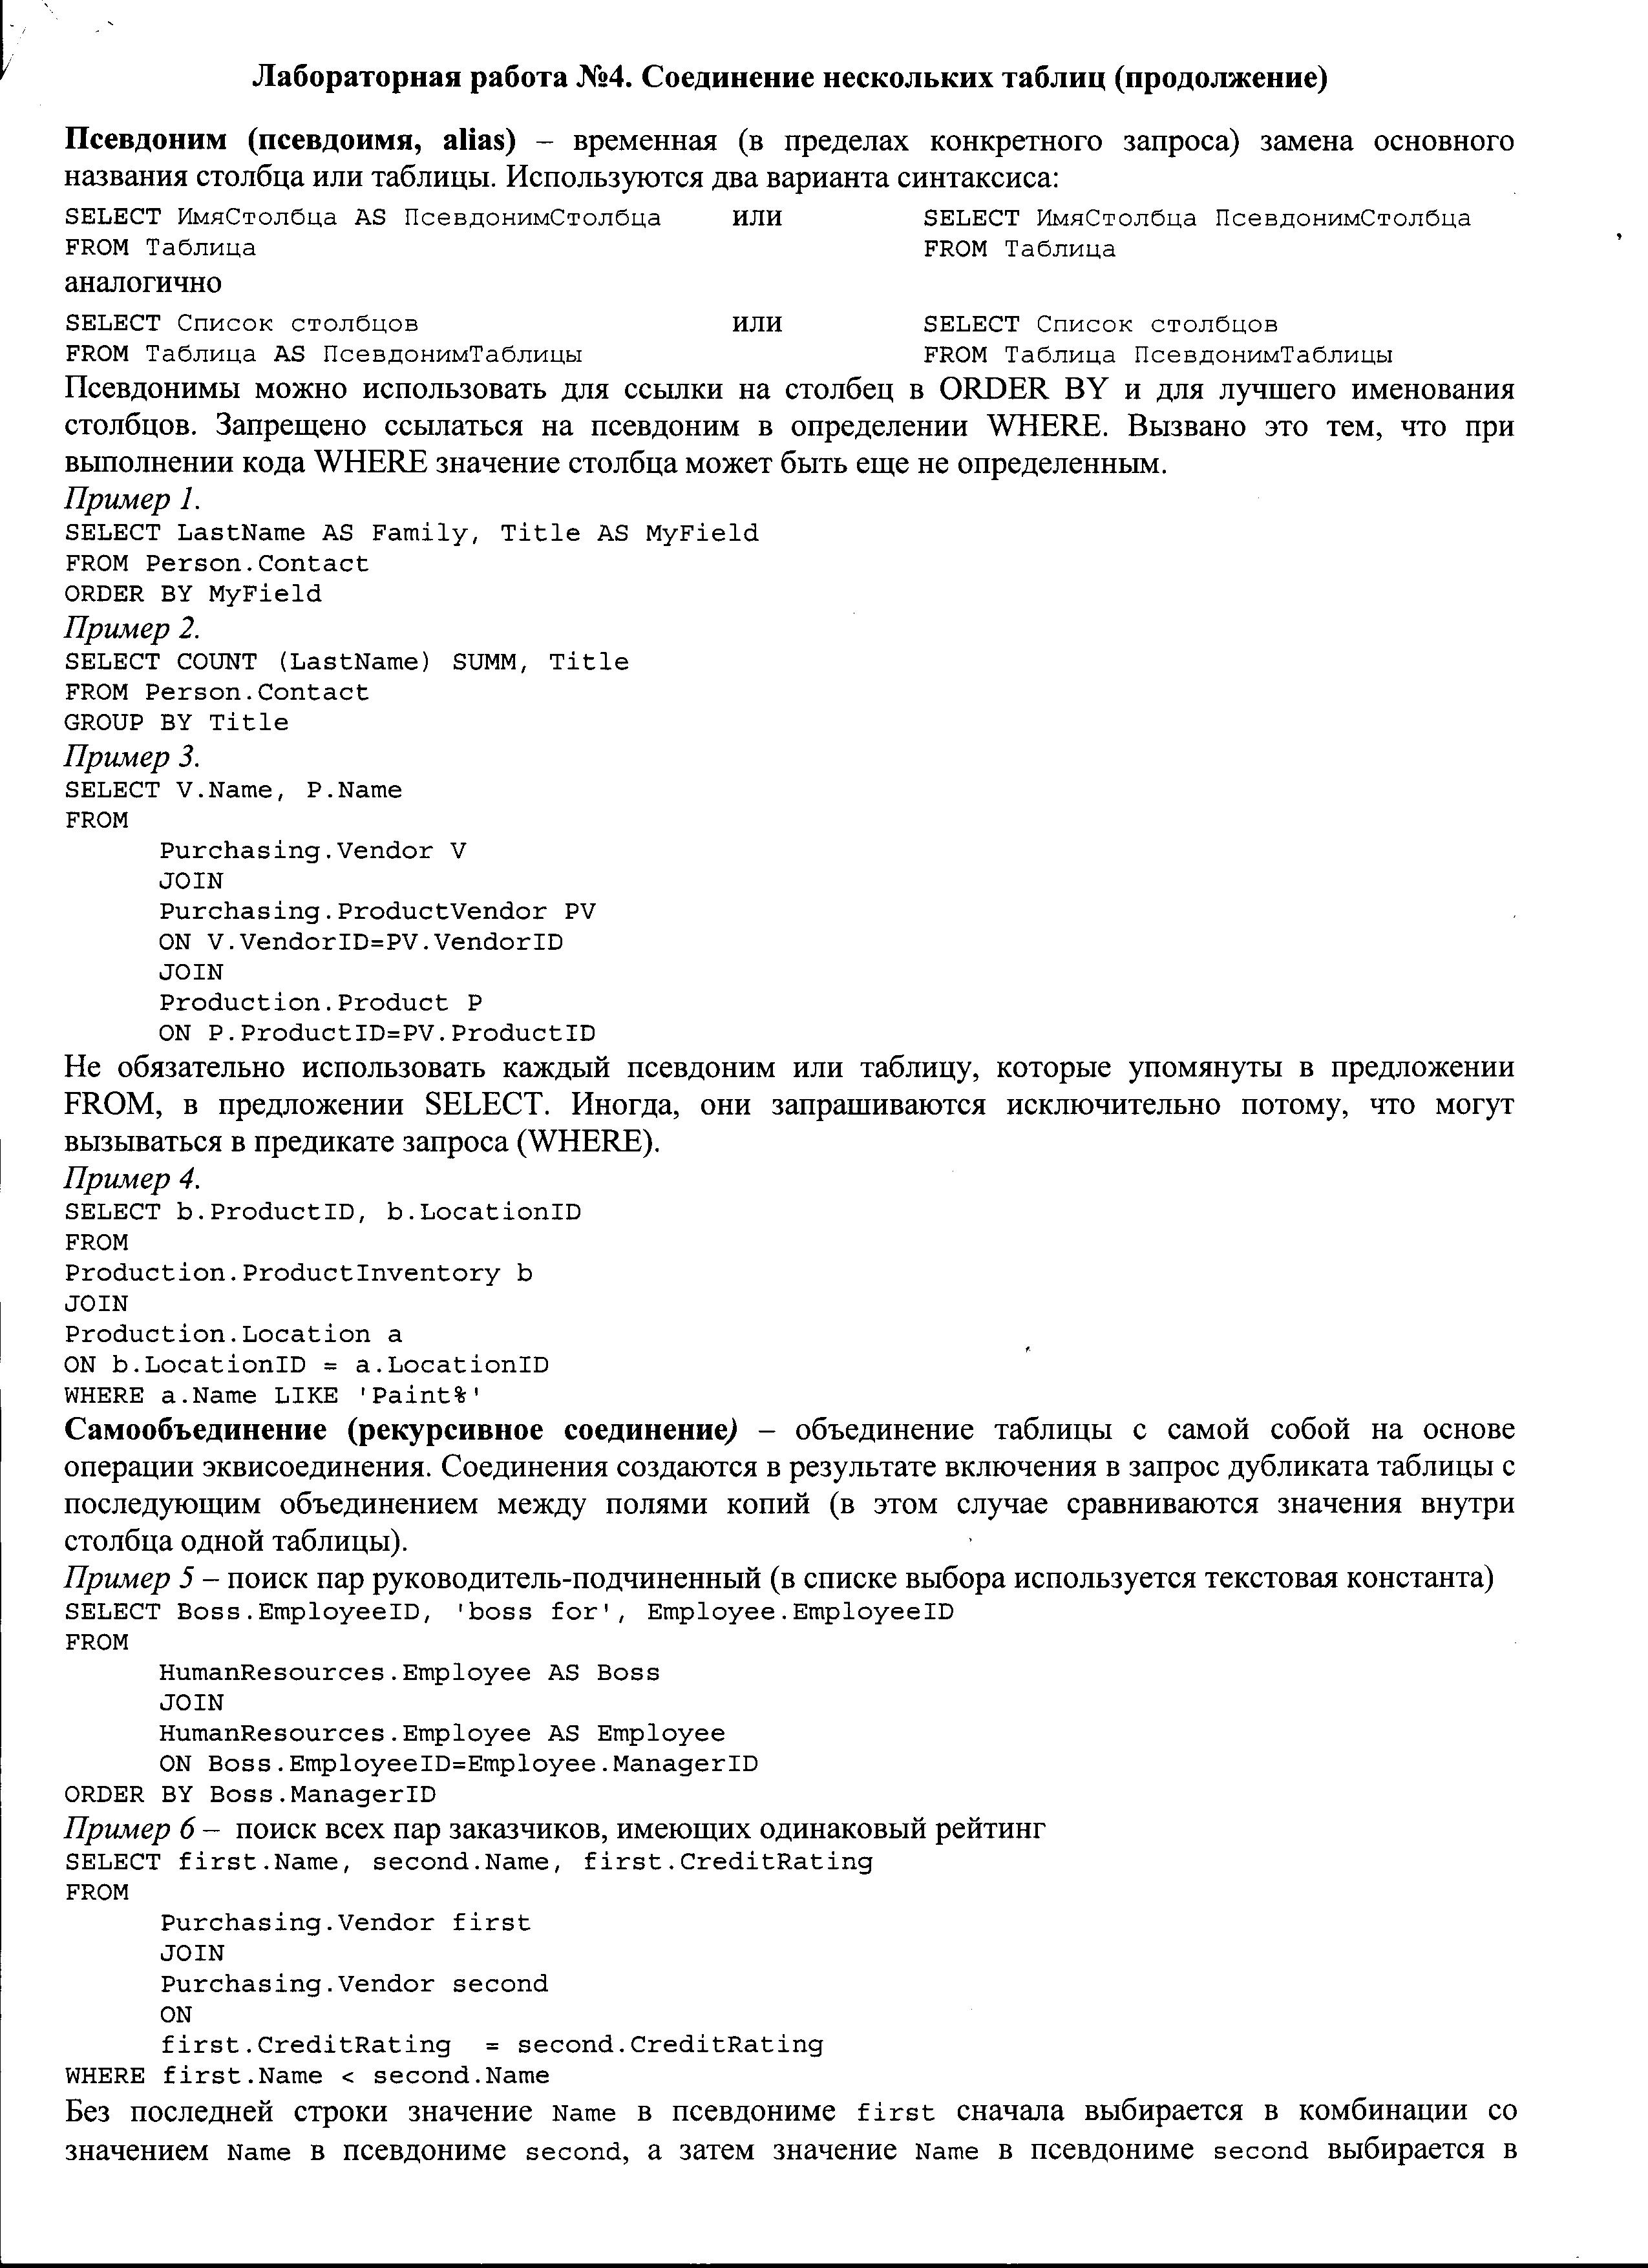 Лабораторная работа №4. Соединение нескольких таблиц (продолжение)
Псевдоним (псевдоимя, alias) – временная (в пределах конкретного запроса) замена основного
названия столбца или таблицы. Используются два варианта синтаксиса:
SELECT ИмяСтолбца AS ПсевдонимСтолбца или SELECT ИмяСтолбца ПсевдонимСтолбца
FROM Таблица FROM Таблица
аналогично
SELECT Список столбцов или SELECT Список столбцов
FROM Таблица AS ПсевдонимТаблицы FROM Таблица ПсевдонимТаблицы
Псевдонимы можно использовать для ссылки на столбец в ORDER BY и для лучшего именования
столбцов. Запрещено ссылаться на псевдоним в определении WHERE. Вызвано это тем, что при
выполнении кода WHERE значение столбца может быть еще не определенным.
Пример 1.
SELECT LastName AS Family, Title AS MyField
FROM Person.Contact
ORDER BY MyField
Пример 2.
SELECT COUNT (LastName) SUMM, Title
FROM Person.Contact
GROUP BY Title
Пример 3.
SELECT V.Name, P.Name
FROM
Purchasing.Vendor V
JOIN
Purchasing.ProductVendor PV
ON V.VendorID=PV.VendorID
JOIN
Production.Product P
ON P.ProductID=PV.ProductID
Не обязательно использовать каждый псевдоним или таблицу, которые упомянуты в предложении
FROM, в предложении SELECT. Иногда, они запрашиваются исключительно потому, что могут
вызываться в предикате запроса (WHERE).
Пример 4.
SELECT b.ProductID, b.LocationID
FROM
Production.ProductInventory b
JOIN
Production.Location a
ON b.LocationID = a.LocationID
WHERE a.Name LIKE 'Paint%'
Самообъединение (рекурсивное соединение) – объединение таблицы с самой собой на основе
операции эквисоединения. Соединения создаются в результате включения в запрос дубликата таблицы с
последующим объединением между полями копий (в этом случае сравниваются значения внутри
столбца одной таблицы).
Пример 5 – поиск пар руководитель-подчиненный (в списке выбора используется текстовая константа)
SELECT Boss.EmployeeID, 'boss for', Employee.EmployeeID
FROM
HumanResources.Employee AS Boss
JOIN
HumanResources.Employee AS Employee
ON Boss.EmployeeID=Employee.ManagerID
ORDER BY Boss.ManagerID
Пример 6 – поиск всех пар заказчиков, имеющих одинаковый рейтинг
SELECT first.Name, second.Name, first.CreditRating
FROM
Purchasing.Vendor first
JOIN
Purchasing.Vendor second
ON
first.CreditRating = second.CreditRating
WHERE first.Name < second.Name
Без последней строки значение Name в псевдониме first сначала выбирается в комбинации со
значением Name в псевдониме second, а затем значение Name в псевдониме second выбирается в